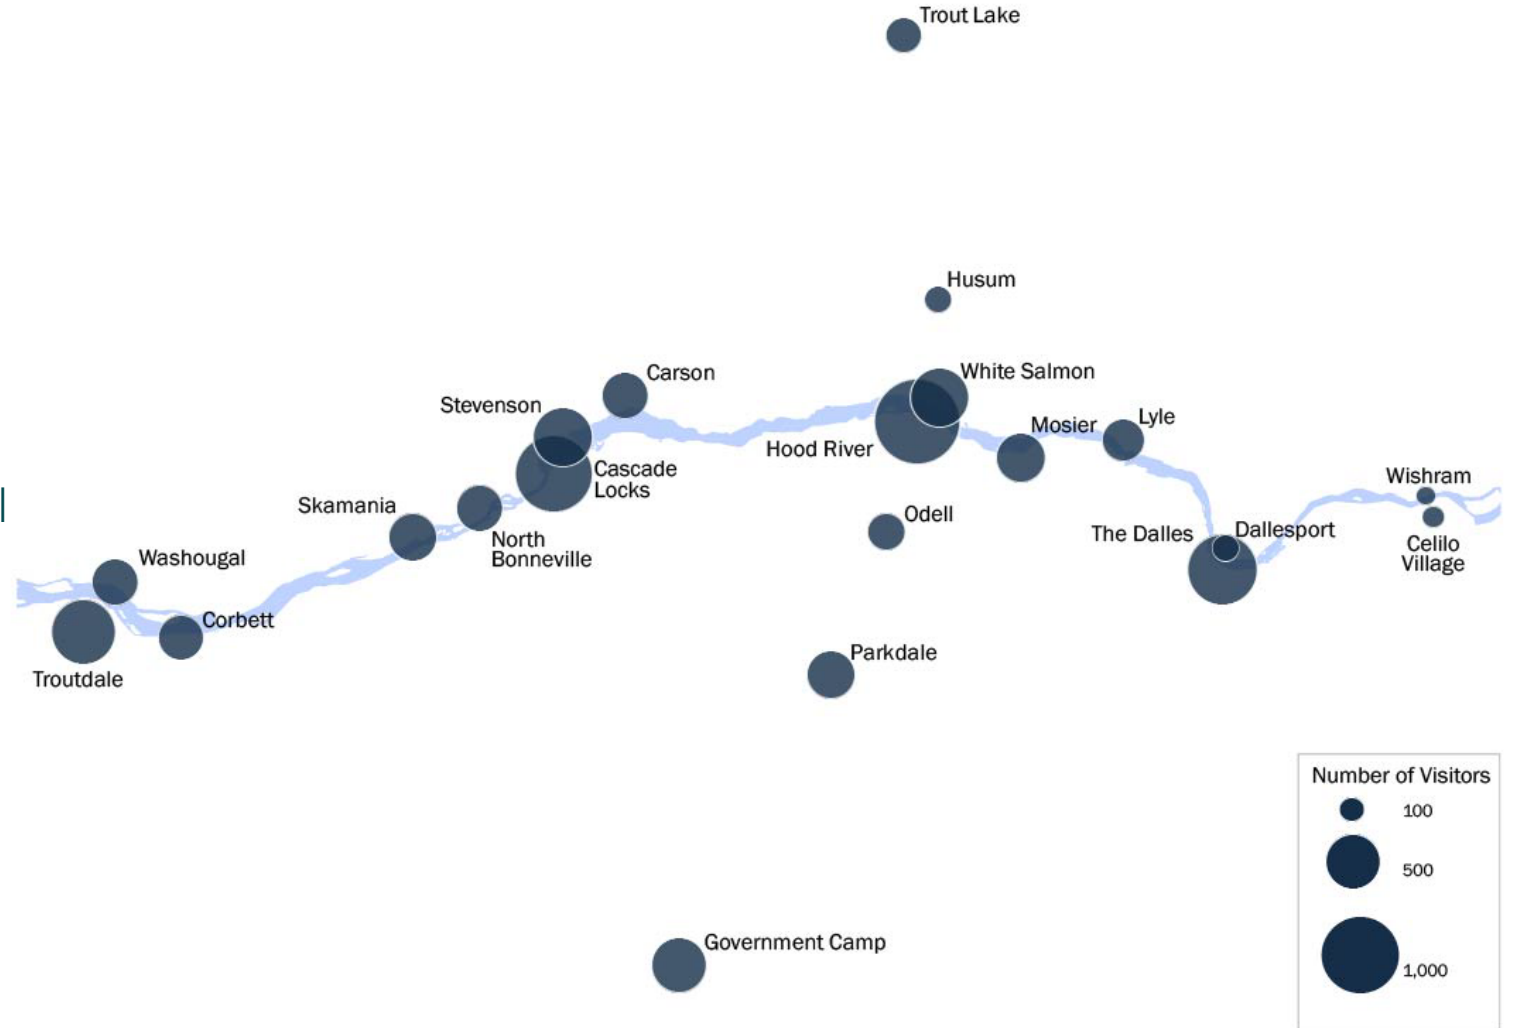 Trout Lake
Husum
Carson
White Salmon
Stevenson
Mosier
Lyle
Hood River
Cascade
Locks
Wishram
Skamania
Odell
The Dalles
Dallesport
North
Bonneville
Celilo
Village
Washougal
Corbett
Parkdale
Troutdale
Number of Visitors
100
500
Government Camp
1,000